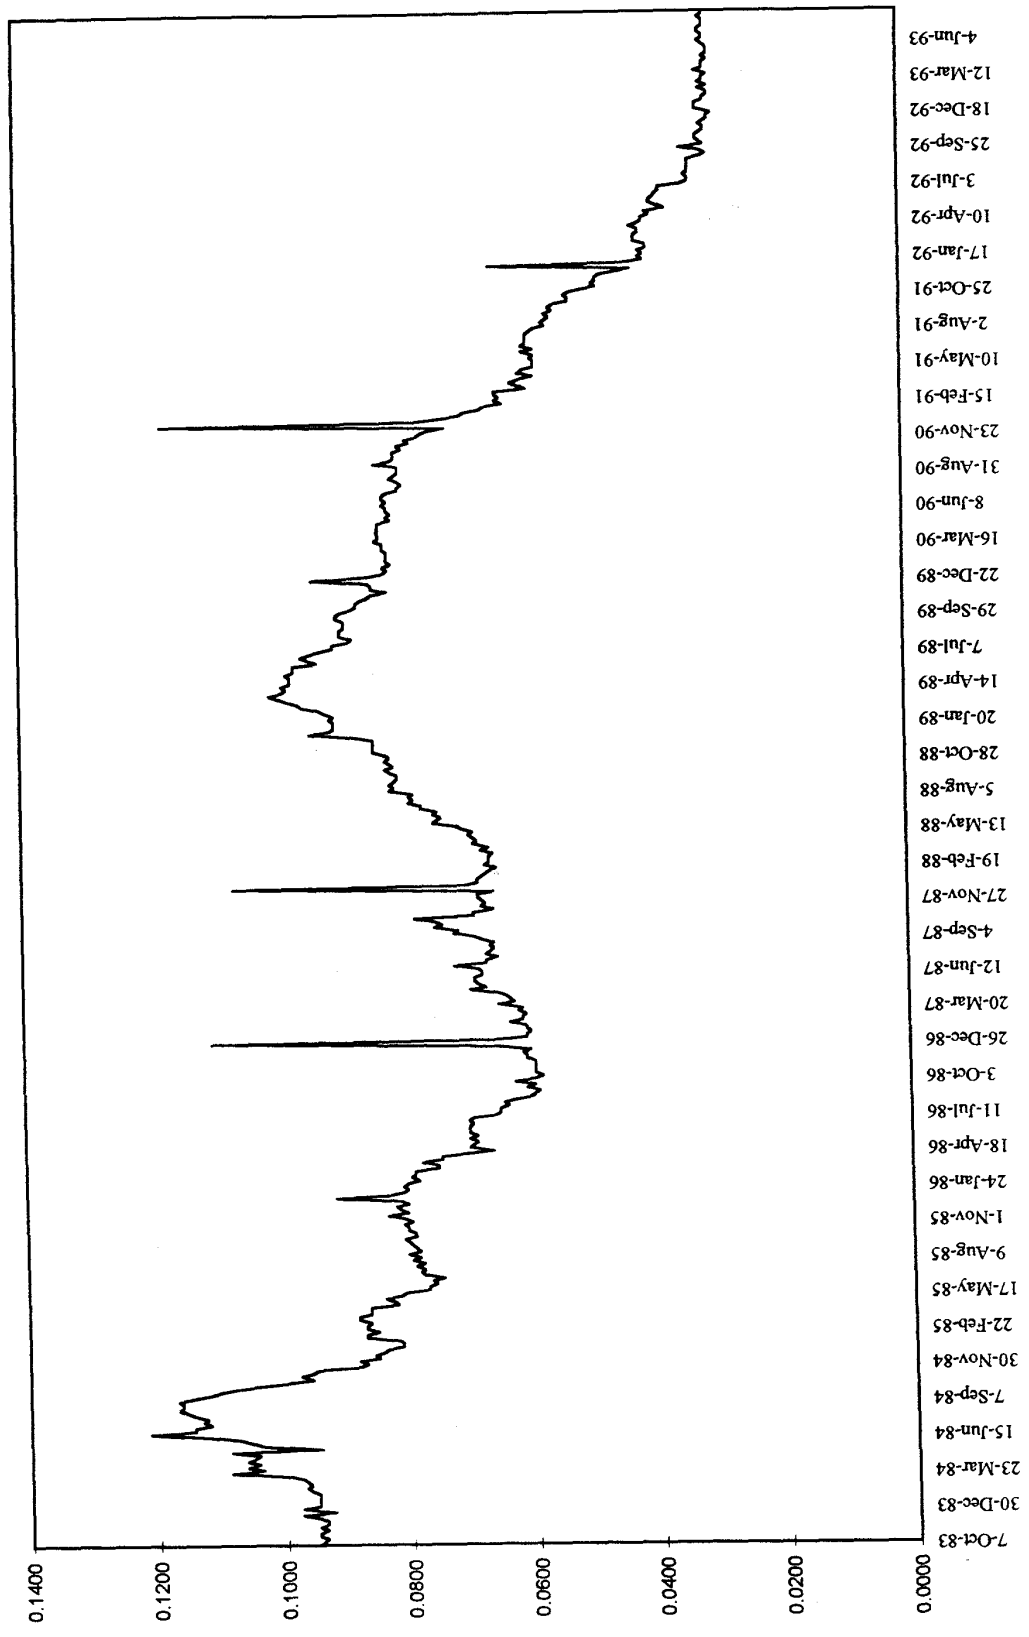 0.1400
0.1200
0.1000
0.0800
0.0600
0.0400
0.0200
0.0000
7-Oct-83
30-Dec-83
23-Mar-84
15-Jun-84
7-Sep-84
30-Nov-84
22-Feb-85
17-May-85
9-Aug-85
1-Nov-85
24-Jan-86
18-Apr-86
11-Jul-86
3-Oct-86
26-Dec-86
20-Mar-87
12-Jun-87
4-Sep-87
27-Nov-87
19-Feb-88
13-May-88
5-Aug-88
28-Oct-88
20-Jan-89
14-Apr-89
7-Jul-89
29-Sep-89
22-Dec-89
16-Mar-90
8-Jun-90
31-Aug-90
23-Nov-90
15-Feb-91
10-May-91
2-Aug-91
25-Oct-91
17-Jan-92
10-Apr-92
3-Jul-92
25-Sep-92
18-Dec-92
12-Mar-93
4-Jun-93